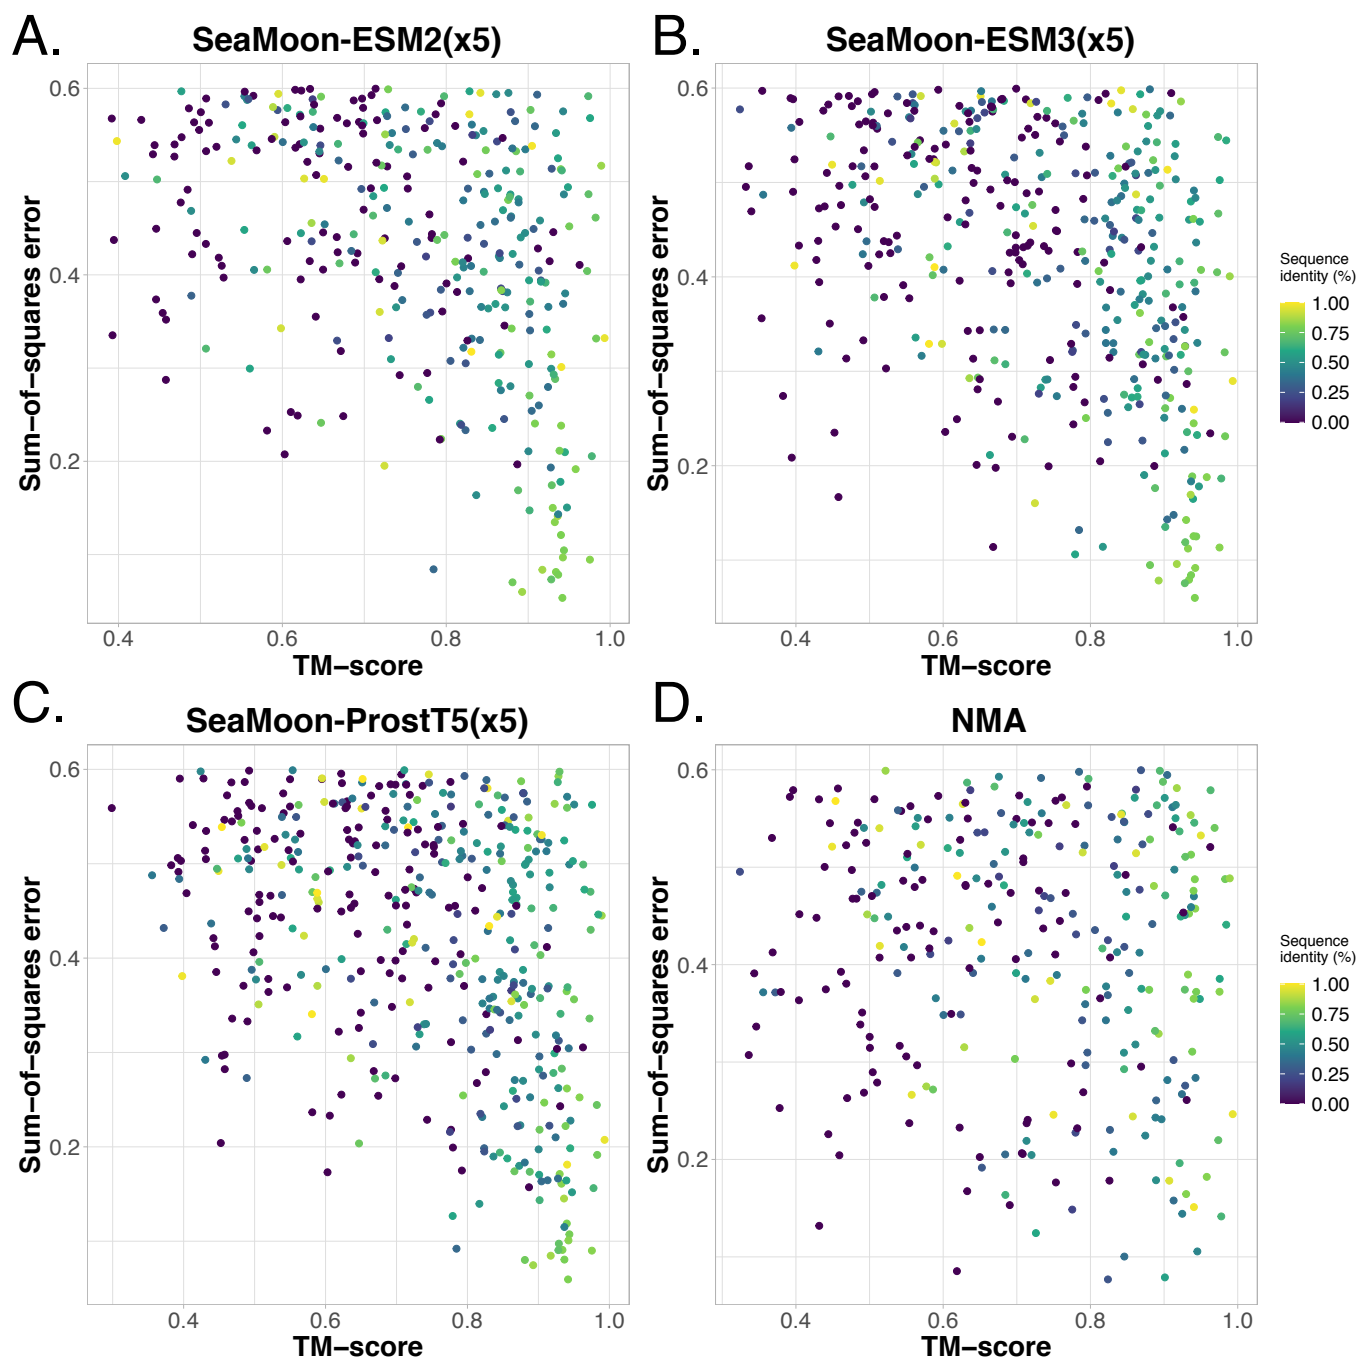 A.
SeaMoon-ESM2(x5)
0.6
0.4
0.2
Sum-of-squares error
0.4
0.6
0.8
1.0
TM-score
B.
SeaMoon-ESM3(x5)
0.6
0.4
0.2
Sum-of-squares error
0.4
0.6
0.8
1.0
TM-score
Sequence
identity (%)
1.00
0.75
0.50
0.25
0.00
C.
SeaMoon-ProstT5(x5)
0.6
0.4
0.2
Sum-of-squares error
0.4
0.6
0.8
1.0
TM-score
D.
NMA
0.6
0.4
0.2
Sum-of-squares error
0.4
0.6
0.8
1.0
TM-score
Sequence
identity (%)
1.00
0.75
0.50
0.25
0.00